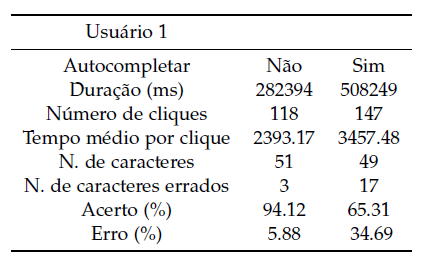 Usuário 1
Autocompletar Não Sim
Duração (ms) 282394 508249
Número de cliques 118 147
Tempo médio por clique 2393.17 3457.48
N. de caracteres 51 49
N. de caracteres errados 3 17
Acerto (%) 94.12 65.31
Erro (%) 5.88 34.69